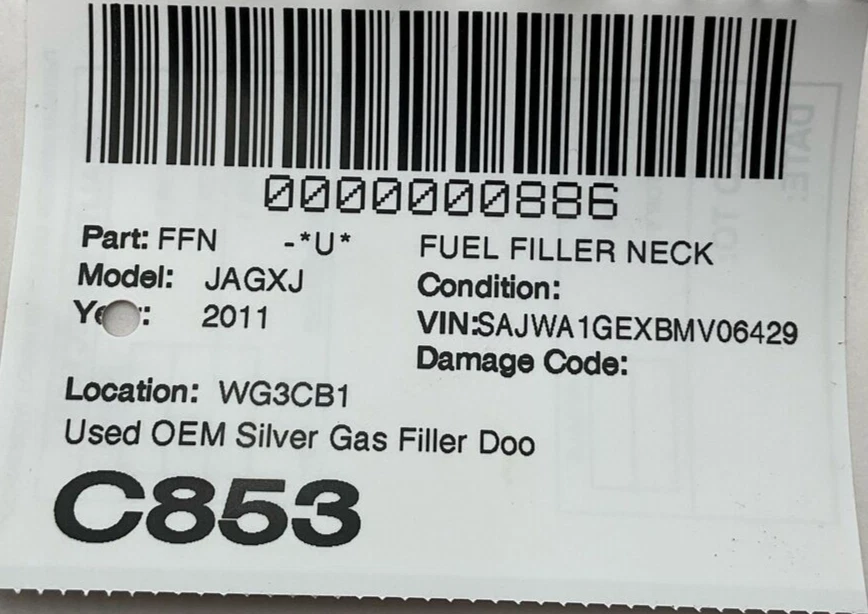 0000000886
Part: FFN -*U* FUEL FILLER NECK
Model: JAGXJ Condition:
2011 VIN:SAJWA1GEXBMV06429
Damage Code:
Location: WG3CB1
Used OEM Silver Gas Filler Doo
C853